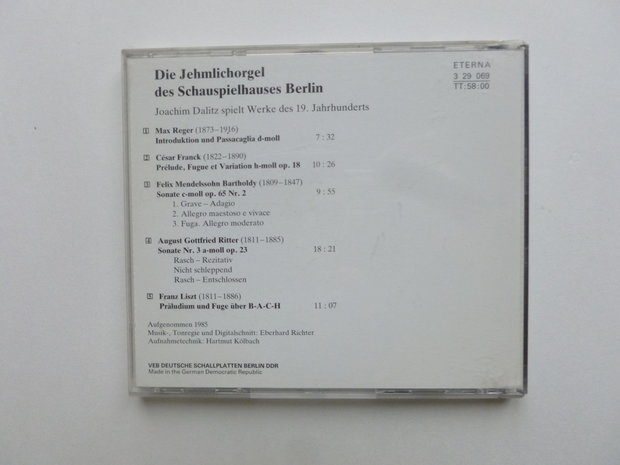 Die Jehmlichorgel
des Schauspielhauses Berlin
Joachim Dalitz spielt Werke des 19. Jahrhunderts
ETERNA
3 29 069
TT:58:00
1 Max Reger (1873–1916)
Introduktion und Passacaglia d-moll 7 : 32
2 César Franck (1822–1890)
Prélude, Fugue et Variation h-moll op. 18 10 : 26
3 Felix Mendelssohn Bartholdy (1809–1847)
Sonate c-moll op. 65 Nr. 2 9 : 55
1. Grave – Adagio
2. Allegro maestoso e vivace
3. Fuga. Allegro moderato
4 August Gottfried Ritter (1811–1885)
Sonate Nr. 3 a-moll op. 23 18 : 21
Rasch – Rezitativ
Nicht schleppend
Rasch – Entschlossen
5 Franz Liszt (1811–1886)
Präludium und Fuge über B-A-C-H 11 : 07
Aufgenommen 1985
Musik-, Tonregie und Digitalschnitt: Eberhard Richter
Aufnahmetechnik: Hartmut Kölbach
VEB DEUTSCHE SCHALLPLATTEN BERLIN DDR
Made in the German Democratic Republic